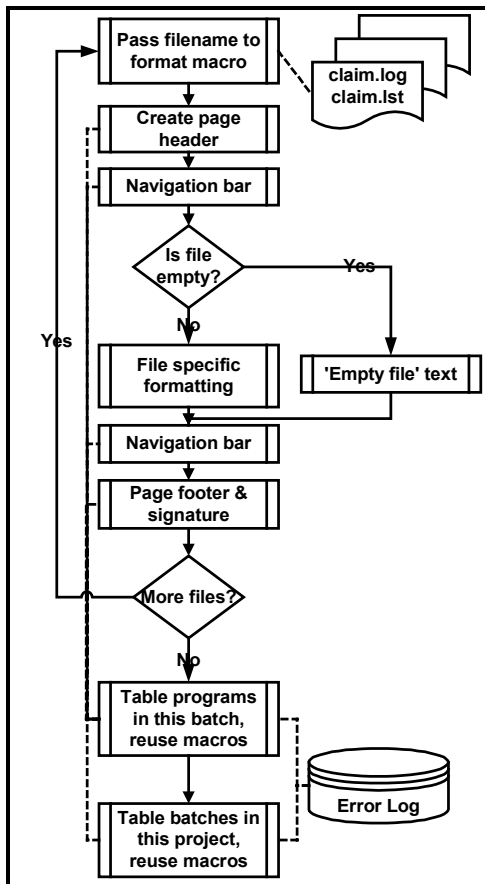 Pass filename to
format macro
claim.log
claim.lst
Create page
header
Navigation bar
Is file
empty?
Yes
No
Yes
File specific
formatting
'Empty file' text
Navigation bar
Page footer &
signature
More files?
No
Table programs
in this batch,
reuse macros
Error Log
Table batches in
this project,
reuse macros